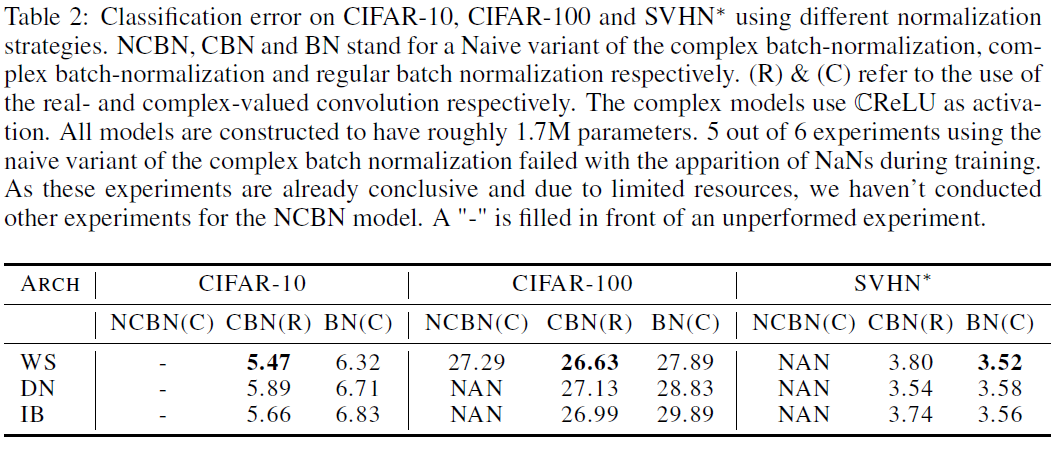 Table 2: Classification error on CIFAR-10, CIFAR-100 and SVHN* using different normalization
strategies. NCBN, CBN and BN stand for a Naive variant of the complex batch-normalization, com-
plex batch-normalization and regular batch normalization respectively. (R) & (C) refer to the use of
the real- and complex-valued convolution respectively. The complex models use ℂReLU as activa-
tion. All models are constructed to have roughly 1.7M parameters. 5 out of 6 experiments using the
naive variant of the complex batch normalization failed with the apparition of NaNs during training.
As these experiments are already conclusive and due to limited resources, we haven't conducted
other experiments for the NCBN model. A "-" is filled in front of an unperformed experiment.
ARCH CIFAR-10 CIFAR-100 SVHN*
NCBN(C) CBN(R) BN(C) NCBN(C) CBN(R) BN(C) NCBN(C) CBN(R) BN(C)
WS - 5.47 6.32 27.29 26.63 27.89 NAN 3.80 3.52
DN - 5.89 6.71 NAN 27.13 28.83 NAN 3.54 3.58
IB - 5.66 6.83 NAN 26.99 29.89 NAN 3.74 3.56